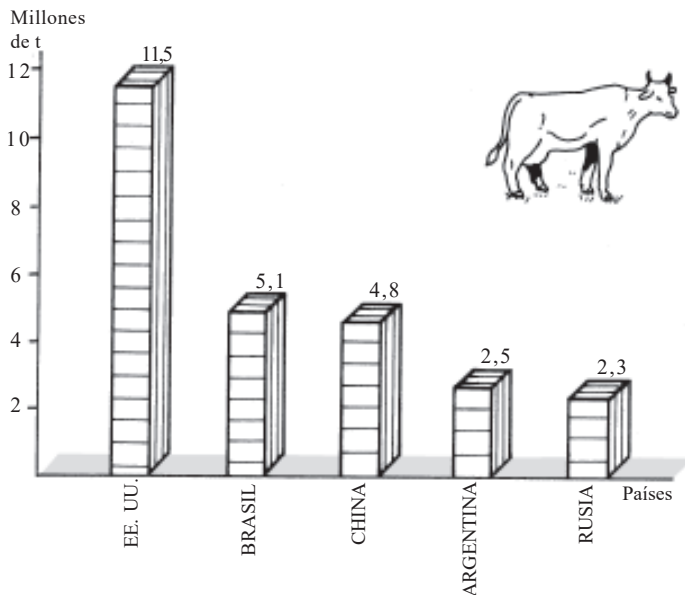 Millones
de t
12
10
8
6
4
2
11,5
5,1
4,8
2,5
2,3
EE. UU.
BRASIL
CHINA
ARGENTINA
RUSIA
Países